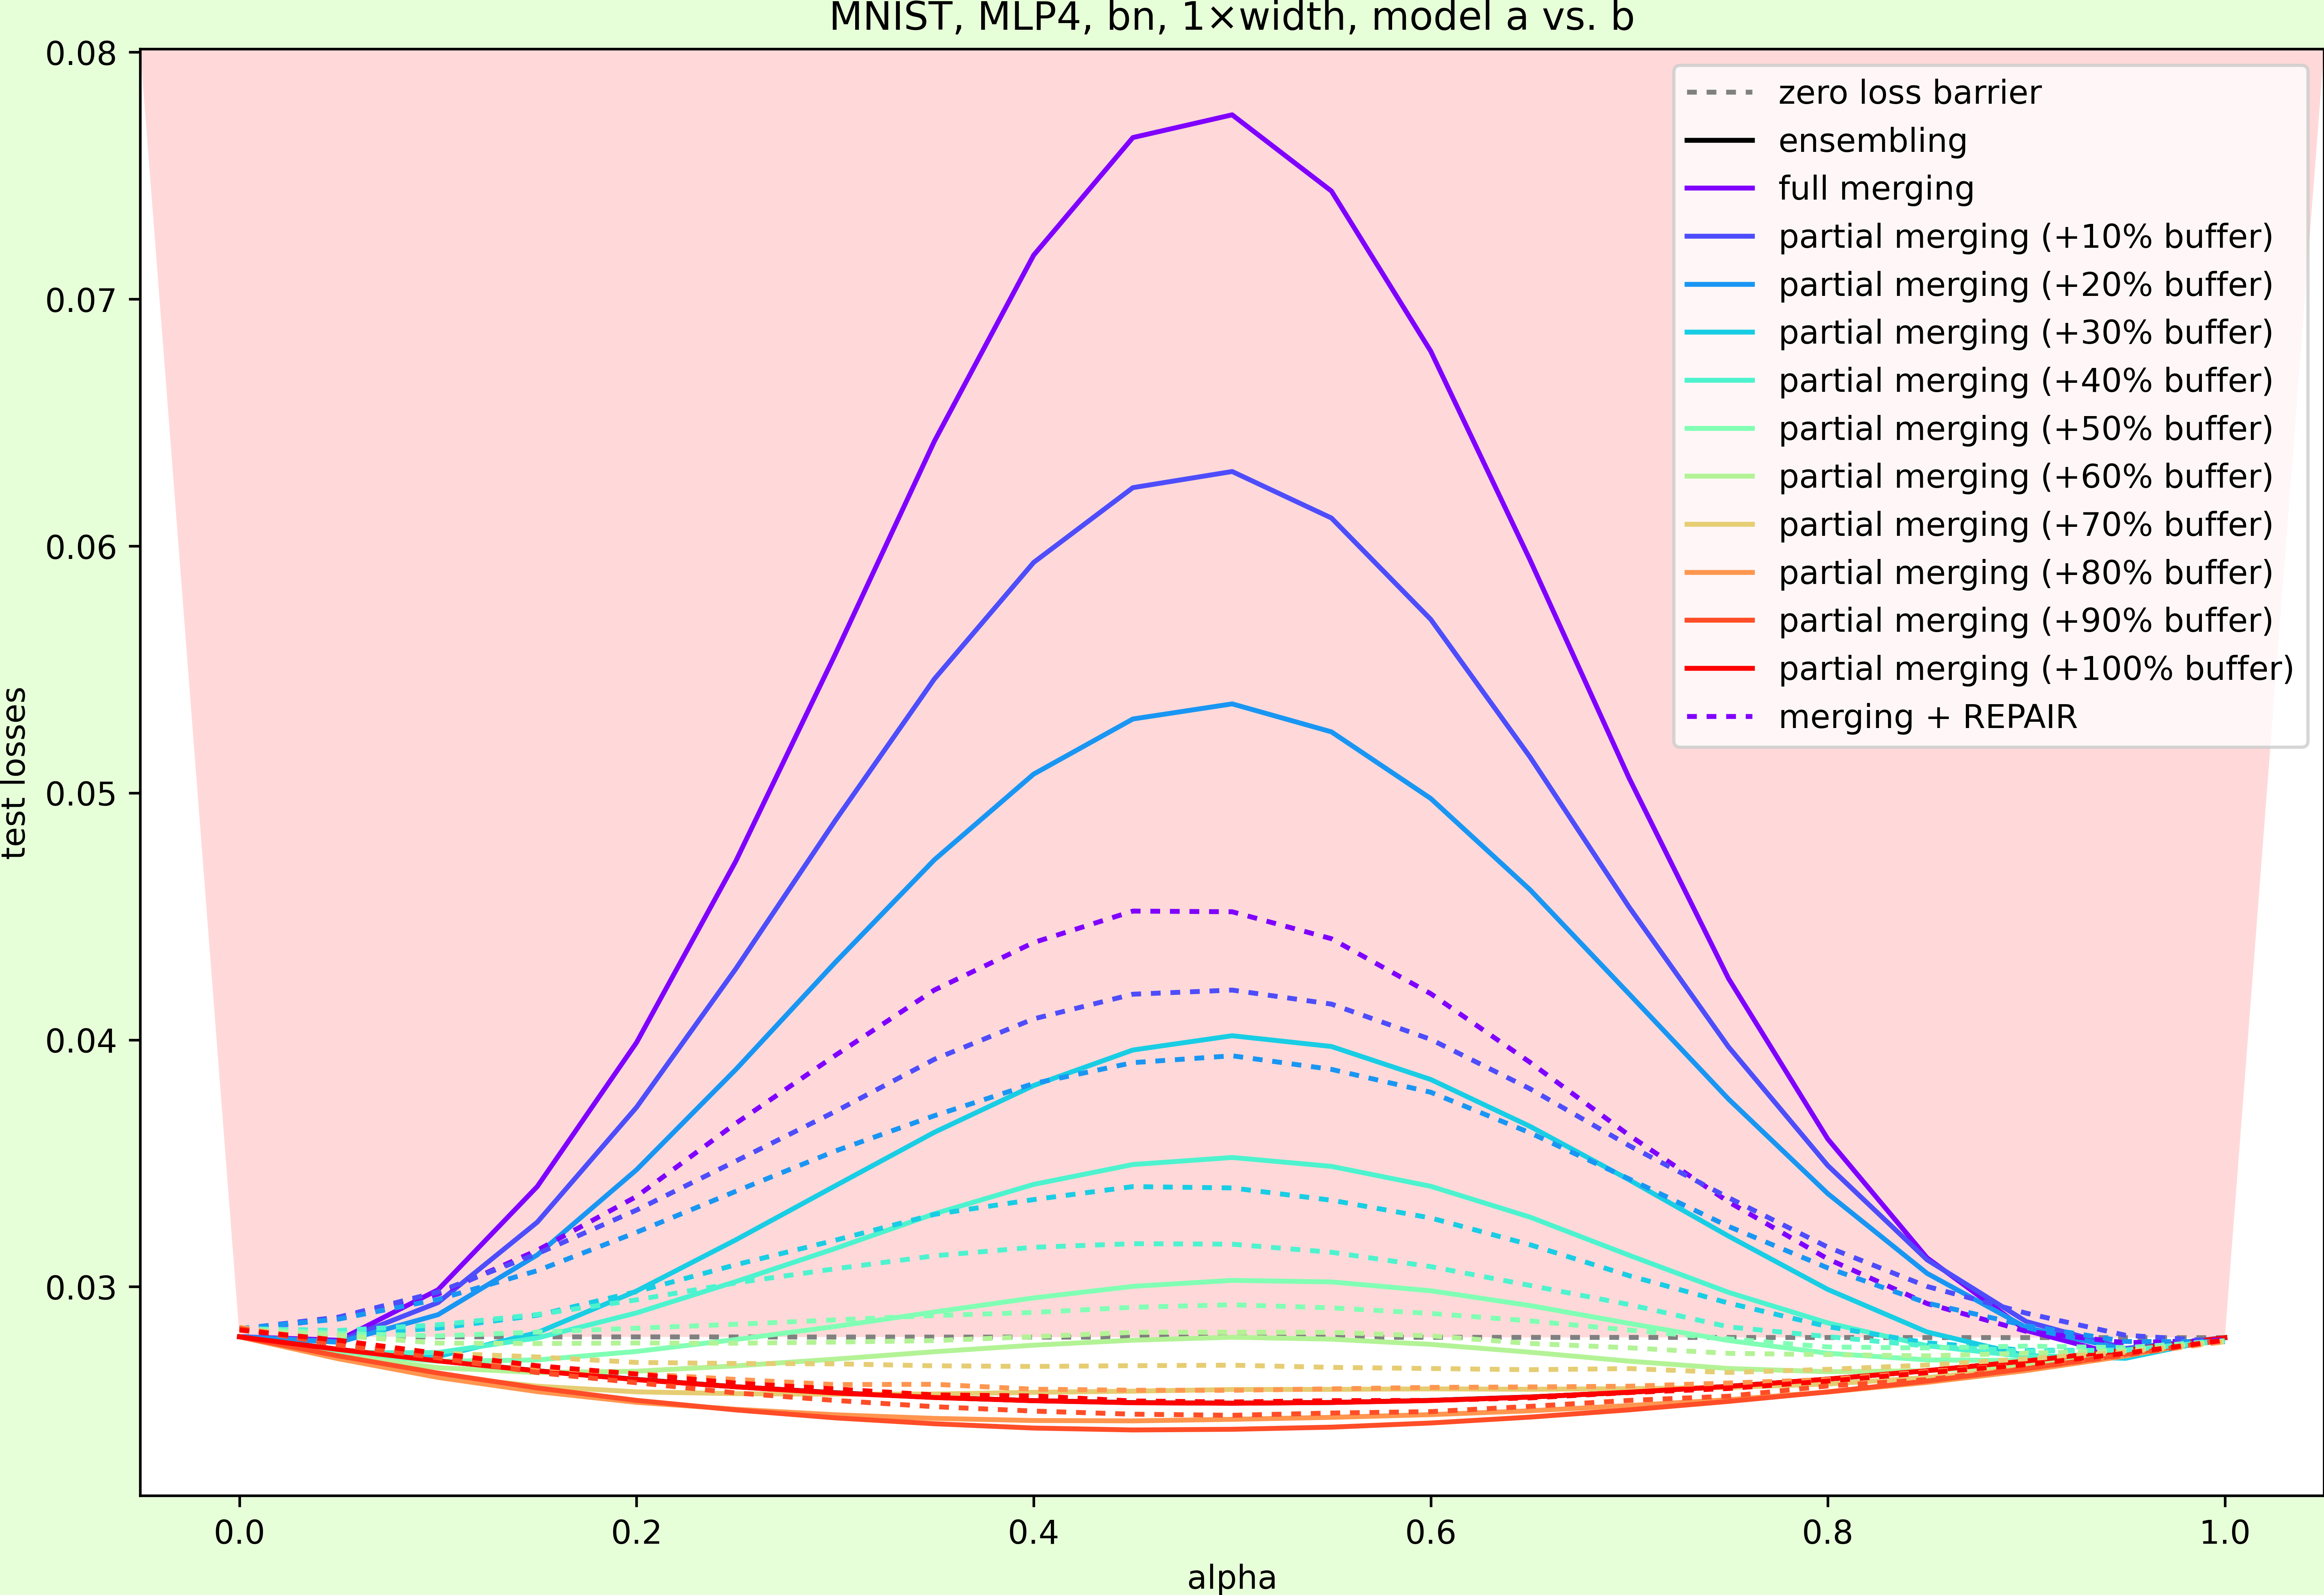 MNIST, MLP4, bn, 1×width, model a vs. b
0.08
0.07
0.06
0.05
0.04
0.03
test losses
zero loss barrier
ensembling
full merging
partial merging (+10% buffer)
partial merging (+20% buffer)
partial merging (+30% buffer)
partial merging (+40% buffer)
partial merging (+50% buffer)
partial merging (+60% buffer)
partial merging (+70% buffer)
partial merging (+80% buffer)
partial merging (+90% buffer)
partial merging (+100% buffer)
merging + REPAIR
0.0 0.2 0.4 0.6 0.8 1.0
alpha